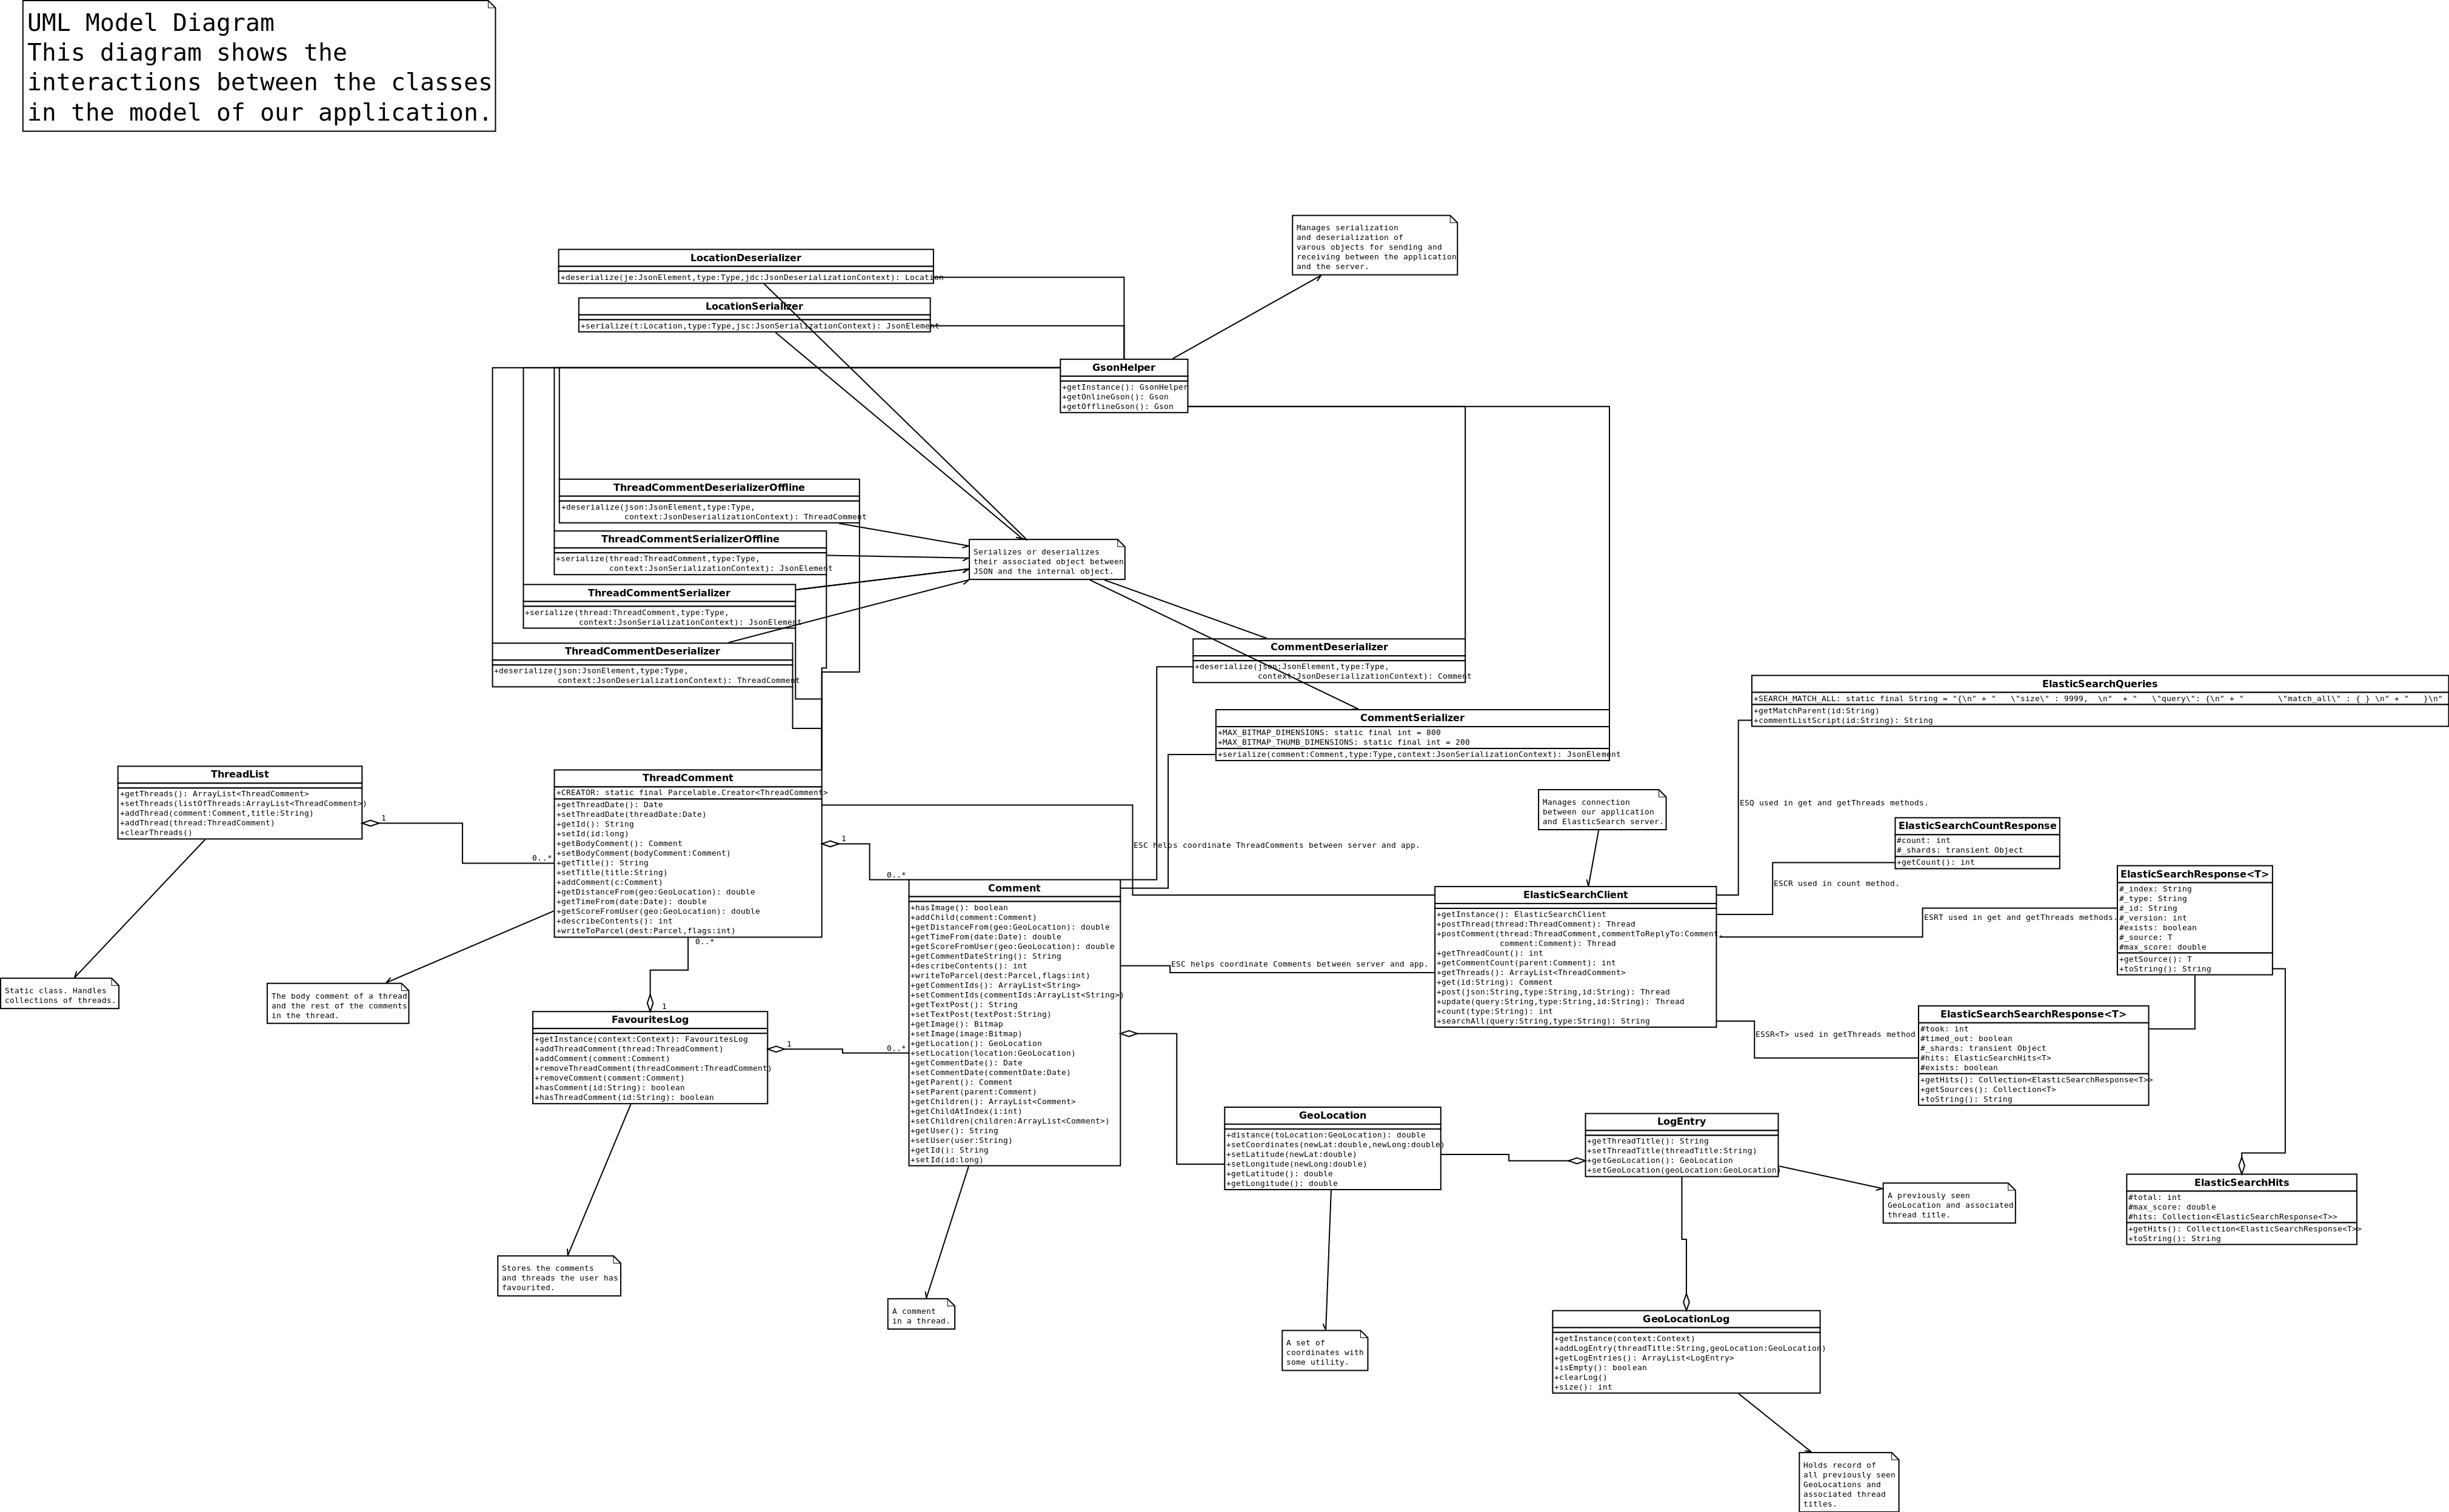 UML Model Diagram
This diagram shows the
interactions between the classes
in the model of our application.
Manages serialization
and deserialization of
varous objects for sending and
receiving between the application
and the server.
LocationDeserializer
+deserialize(je:JsonElement,type:Type,jdc:JsonDeserializationContext): Location
LocationSerializer
+serialize(t:Location,type:Type,jsc:JsonSerializationContext): JsonElement
GsonHelper
+getInstance(): GsonHelper
+getOnlineGson(): Gson
+getOfflineGson(): Gson
ThreadCommentDeserializerOffline
+deserialize(json:JsonElement,type:Type,
context:JsonDeserializationContext): ThreadComment
ThreadCommentSerializerOffline
+serialize(thread:ThreadComment,type:Type,
context:JsonSerializationContext): JsonElement
Serializes or deserializes
their associated object between
JSON and the internal object.
ThreadCommentSerializer
+serialize(thread:ThreadComment,type:Type,
context:JsonSerializationContext): JsonElement
ThreadCommentDeserializer
+deserialize(json:JsonElement,type:Type,
context:JsonDeserializationContext): ThreadComment
CommentDeserializer
+deserialize(json:JsonElement,type:Type,
context:JsonDeserializationContext): Comment
CommentSerializer
+MAX_BITMAP_DIMENSIONS: static final int = 800
+MAX_BITMAP_THUMB_DIMENSIONS: static final int = 200
+serialize(comment:Comment,type:Type,context:JsonSerializationContext): JsonElement
ElasticSearchQueries
+SEARCH_MATCH_ALL: static final String = "{\n" + "   \"size\" : 9999,  \n"  + "   \"query\": {\n" + "       \"match_all\" : { } \n" + "   }\n"
+getMatchParent(id:String)
+commentListScript(id:String): String
ThreadList
+getThreads(): ArrayList<ThreadComment>
+setThreads(listOfThreads:ArrayList<ThreadComment>)
+addThread(comment:Comment,title:String)
+addThread(thread:ThreadComment)
+clearThreads()
1
0..*
ThreadComment
+CREATOR: static final Parcelable.Creator<ThreadComment>
+getThreadDate(): Date
+setThreadDate(threadDate:Date)
+getId(): String
+setId(id:long)
+getBodyComment(): Comment
+setBodyComment(bodyComment:Comment)
+getTitle(): String
+setTitle(title:String)
+addComment(c:Comment)
+getDistanceFrom(geo:GeoLocation): double
+getTimeFrom(date:Date): double
+getScoreFromUser(geo:GeoLocation): double
+describeContents(): int
+writeToParcel(dest:Parcel,flags:int)
1
0..*
0..*
1
ESC helps coordinate ThreadComments between server and app.
Manages connection
between our application
and ElasticSearch server.
ESQ used in get and getThreads methods.
ElasticSearchCountResponse
#count: int
#_shards: transient Object
+getCount(): int
ESCR used in count method.
ElasticSearchResponse<T>
#_index: String
#_type: String
#_id: String
#_version: int
#exists: boolean
#_source: T
#max_score: double
+getSource(): T
+toString(): String
ESRT used in get and getThreads methods.
Comment
+hasImage(): boolean
+addChild(comment:Comment)
+getDistanceFrom(geo:GeoLocation): double
+getTimeFrom(date:Date): double
+getScoreFromUser(geo:GeoLocation): double
+getCommentDateString(): String
+describeContents(): int
+writeToParcel(dest:Parcel,flags:int)
+getCommentIds(): ArrayList<String>
+setCommentIds(commentIds:ArrayList<String>)
+getTextPost(): String
+setTextPost(textPost:String)
+getImage(): Bitmap
+setImage(image:Bitmap)
+getLocation(): GeoLocation
+setLocation(location:GeoLocation)
+getCommentDate(): Date
+setCommentDate(commentDate:Date)
+getParent(): Comment
+setParent(parent:Comment)
+getChildren(): ArrayList<Comment>
+getChildAtIndex(i:int)
+setChildren(children:ArrayList<Comment>)
+getUser(): String
+setUser(user:String)
+getId(): String
+setId(id:long)
ElasticSearchClient
+getInstance(): ElasticSearchClient
+postThread(thread:ThreadComment): Thread
+postComment(thread:ThreadComment,commentToReplyTo:Comment,
comment:Comment): Thread
+getThreadCount(): int
+getCommentCount(parent:Comment): int
+getThreads(): ArrayList<ThreadComment>
+get(id:String): Comment
+post(json:String,type:String,id:String): Thread
+update(query:String,type:String,id:String): Thread
+count(type:String): int
+searchAll(query:String,type:String): String
ESC helps coordinate Comments between server and app.
Static class. Handles
collections of threads.
The body comment of a thread
and the rest of the comments
in the thread.
FavouritesLog
+getInstance(context:Context): FavouritesLog
+addThreadComment(thread:ThreadComment)
+addComment(comment:Comment)
+removeThreadComment(threadComment:ThreadComment)
+removeComment(comment:Comment)
+hasComment(id:String): boolean
+hasThreadComment(id:String): boolean
1
0..*
ESSR<T> used in getThreads method
ElasticSearchSearchResponse<T>
#took: int
#timed_out: boolean
#_shards: transient Object
#hits: ElasticSearchHits<T>
#exists: boolean
+getHits(): Collection<ElasticSearchResponse<T>>
+getSources(): Collection<T>
+toString(): String
GeoLocation
+distance(toLocation:GeoLocation): double
+setCoordinates(newLat:double,newLong:double)
+setLatitude(newLat:double)
+setLongitude(newLong:double)
+getLatitude(): double
+getLongitude(): double
LogEntry
+getThreadTitle(): String
+setThreadTitle(threadTitle:String)
+getGeoLocation(): GeoLocation
+setGeoLocation(geoLocation:GeoLocation)
A previously seen
GeoLocation and associated
thread title.
ElasticSearchHits
#total: int
#max_score: double
#hits: Collection<ElasticSearchResponse<T>>
+getHits(): Collection<ElasticSearchResponse<T>>
+toString(): String
Stores the comments
and threads the user has
favourited.
A comment
in a thread.
A set of
coordinates with
some utility.
GeoLocationLog
+getInstance(context:Context)
+addLogEntry(threadTitle:String,geoLocation:GeoLocation)
+getLogEntries(): ArrayList<LogEntry>
+isEmpty(): boolean
+clearLog()
+size(): int
Holds record of
all previously seen
GeoLocations and
associated thread
titles.